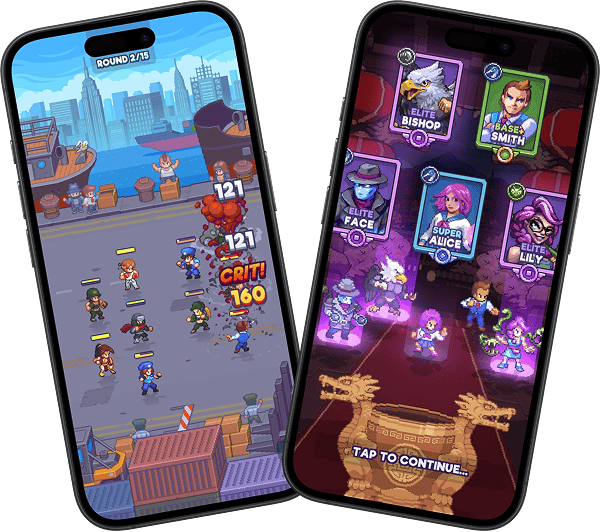 ROUND 2/15
121
121
CRIT!
160
ELITE
BISHOP
BASE
SMITH
ELITE
FACE
SUPER
ALICE
ELITE
LILY
TAP TO CONTINUE...